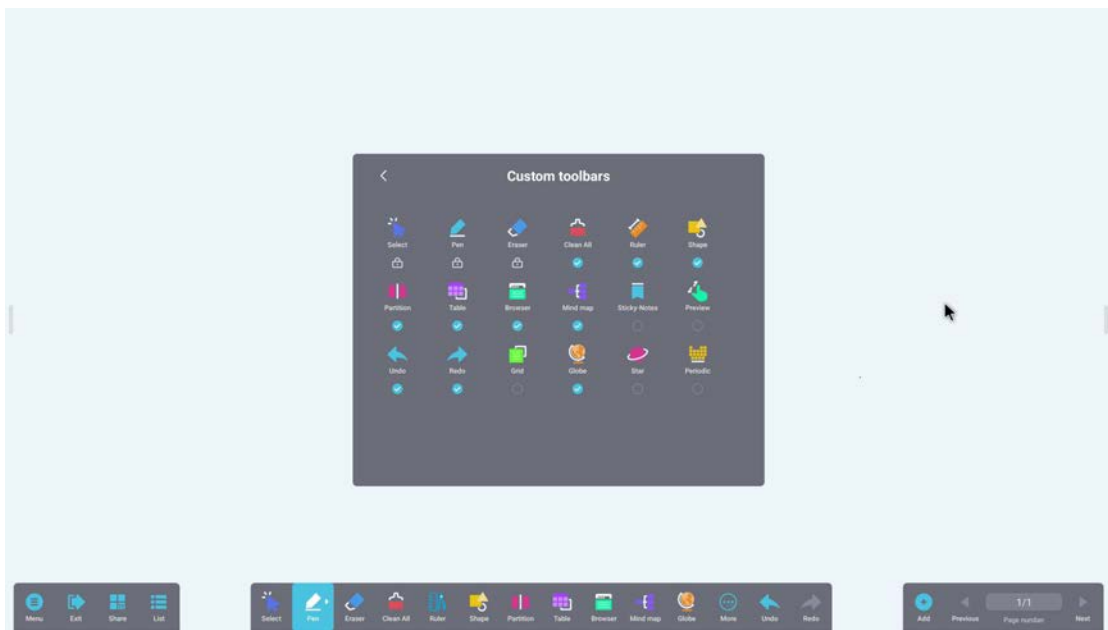 Custom toolbars
Select Pen Eraser Clean All Ruler Shape
Partition Table Browser Mind map Sticky-Notes Preview
Undo Redo Grid Globe Star Periodic
Menu Exit Share List Select Pen Eraser Clean All Ruler Shape Partition Table Browser Mind map Globe More Undo Redo Add Previous 1/1 Page number Next